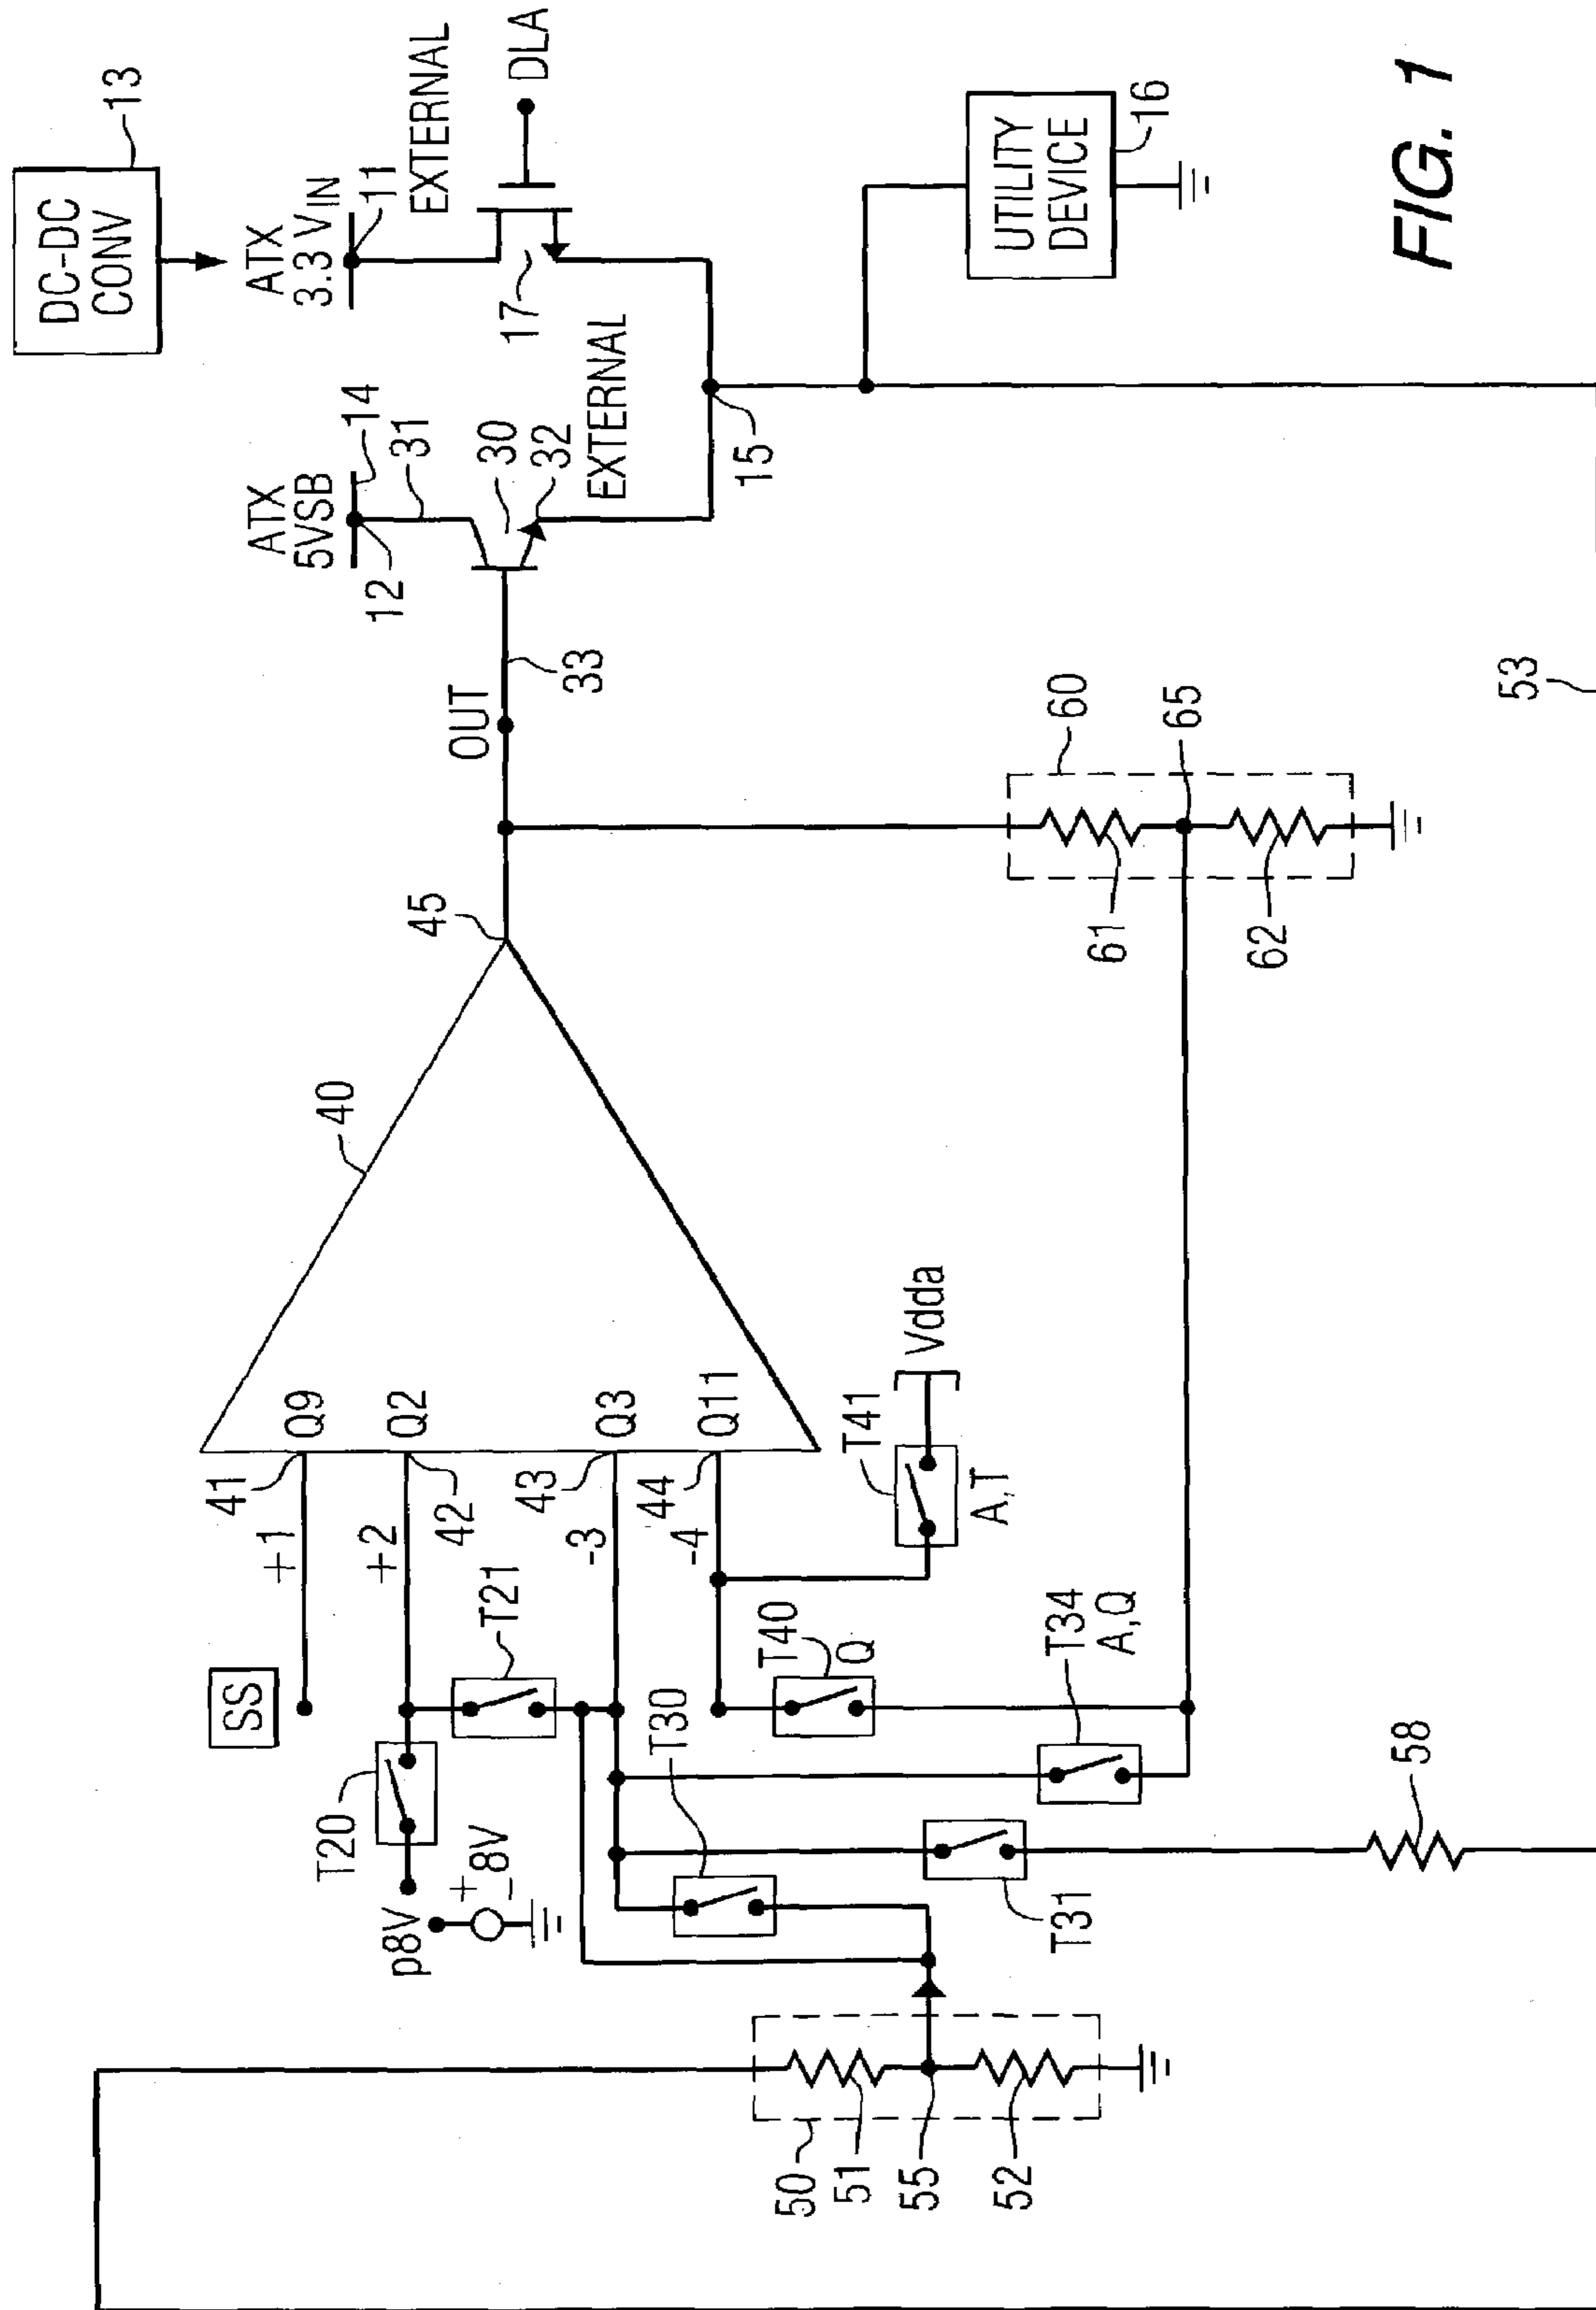 DC-DC
CONV
13
ATX
3.3 VIN
11
EXTERNAL
DLA
17
ATX
5VSB
14
12
31
30
32
EXTERNAL
15
UTILITY
DEVICE
16
OUT
33
45
40
60
61
65
62
53
SS
41
+1
Q9
+2
42
Q2
-3
43
Q3
-4
44
Q11
T20
p8V
+
-
.8V
T21
T30
T40
Q
T41
A,T
Vdda
T34
A,Q
T31
58
50
51
55
52
FIG. 1